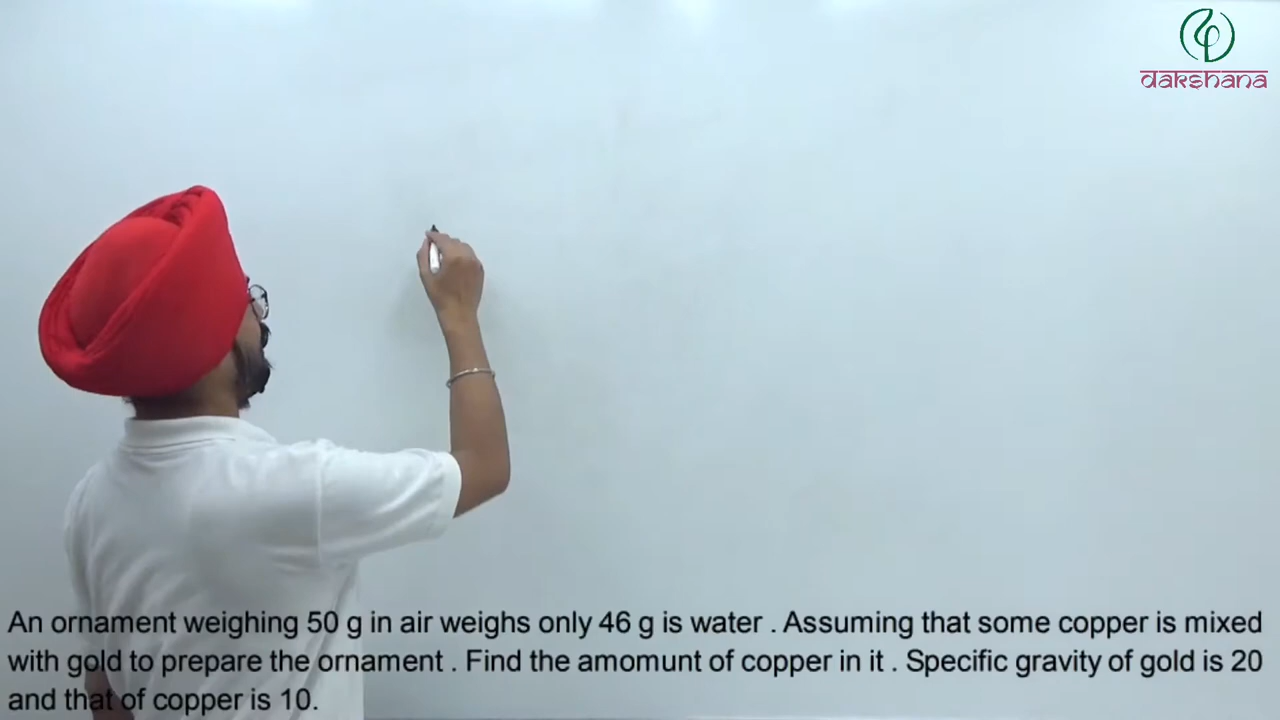 dakshana
An ornament weighing 50 g in air weighs only 46 g is water . Assuming that some copper is mixed
with gold to prepare the ornament . Find the amomunt of copper in it . Specific gravity of gold is 20
and that of copper is 10.